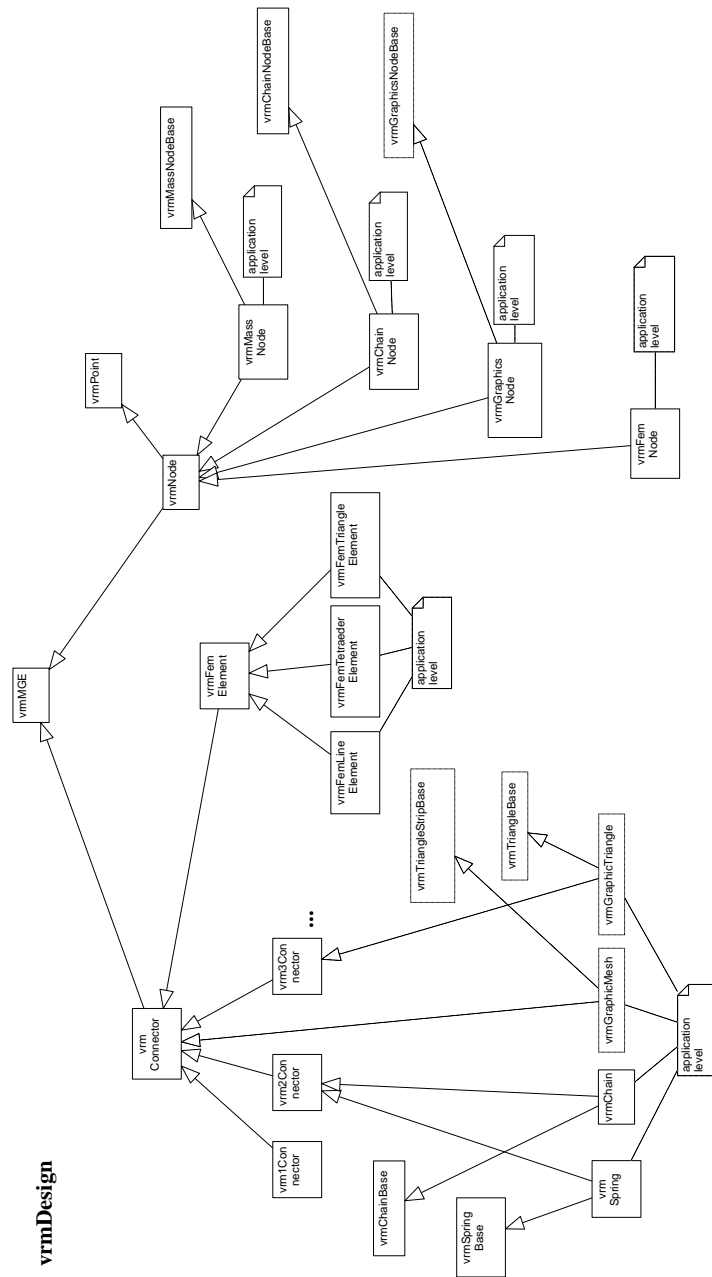 vrmDesign
vrmMGE
vrm
Connector
vrmNode
vrmPoint
vrm1Con
nector
vrm2Con
nector
vrm3Con
nector
...
vrmFem
Element
vrmMass
Node
vrmMassNodeBase
application
level
vrmChainBase
vrmFemLine
Element
vrmFemTetraeder
Element
vrmFemTriangle
Element
vrmChain
Node
vrmChainNodeBase
application
level
vrmSpring
Base
vrmTriangleStripBase
application
level
vrmTriangleBase
vrmGraphics
Node
vrmGraphicsNodeBase
application
level
vrm
Spring
vrmChain
vrmGraphicMesh
vrmGraphicTriangle
vrmFem
Node
application
level
application
level